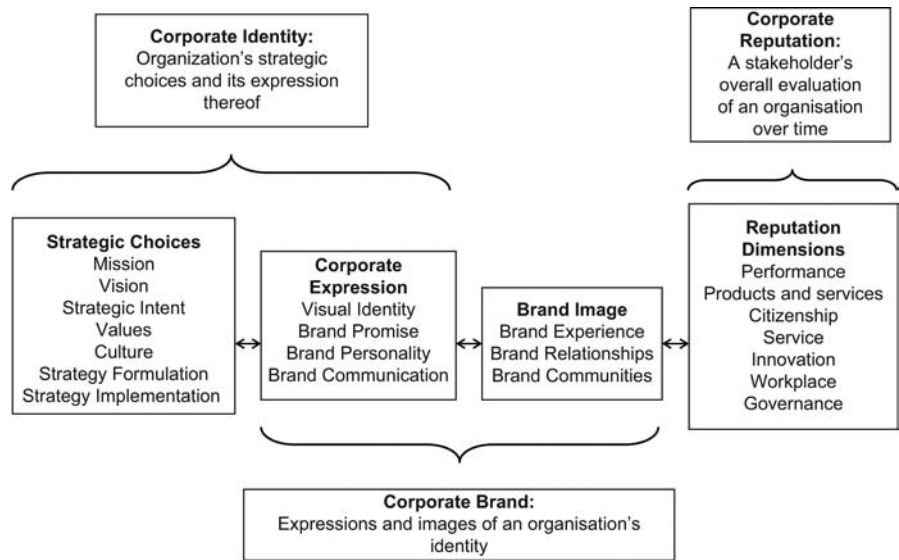 Corporate Identity:
Organization's strategic
choices and its expression
thereof
Corporate
Reputation:
A stakeholder's
overall evaluation
of an organisation
over time
Strategic Choices
Mission
Vision
Strategic Intent
Values
Culture
Strategy Formulation
Strategy Implementation
Corporate
Expression
Visual Identity
Brand Promise
Brand Personality
Brand Communication
Brand Image
Brand Experience
Brand Relationships
Brand Communities
Reputation
Dimensions
Performance
Products and services
Citizenship
Service
Innovation
Workplace
Governance
Corporate Brand:
Expressions and images of an organisation's
identity